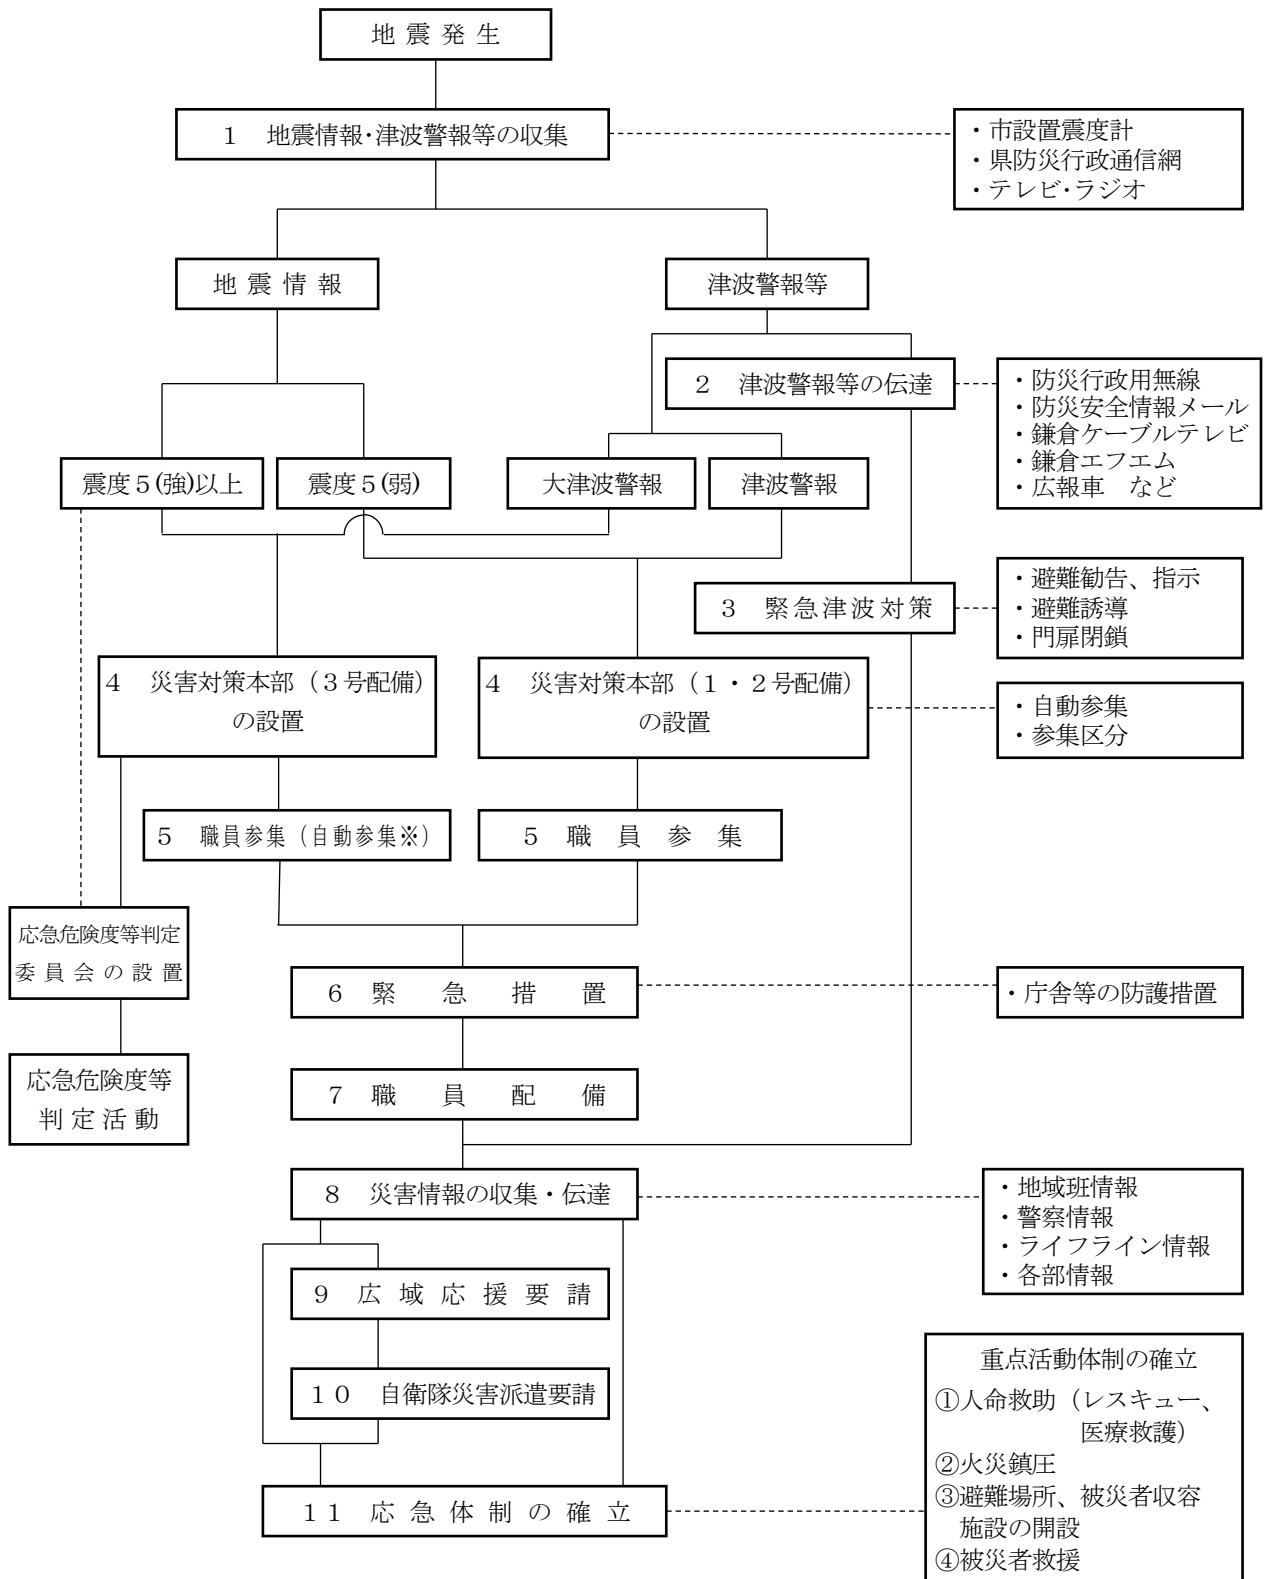 地震発生
1 地震情報・津波警報等の収集
・市設置震度計
・県防災行政通信網
・テレビ・ラジオ
地震情報
津波警報等
2 津波警報等の伝達
・防災行政用無線
・防災安全情報メール
・鎌倉ケーブルテレビ
・鎌倉エフエム
・広報車 など
震度5(強)以上
震度5(弱)
大津波警報
津波警報
3 緊急津波対策
・避難勧告、指示
・避難誘導
・門扉閉鎖
4 災害対策本部(3号配備)
の設置
4 災害対策本部(1・2号配備)
の設置
・自動参集
・参集区分
5 職員参集(自動参集※)
5 職員参集
応急危険度等判定
委員会の設置
6 緊急措置
・庁舎等の防護措置
応急危険度等
判定活動
7 職員配備
8 災害情報の収集・伝達
・地域班情報
・警察情報
・ライフライン情報
・各部情報
9 広域応援要請
10 自衛隊災害派遣要請
11 応急体制の確立
重点活動体制の確立
①人命救助(レスキュー、
医療救護)
②火災鎮圧
③避難場所、被災者収容
施設の開設
④被災者救援